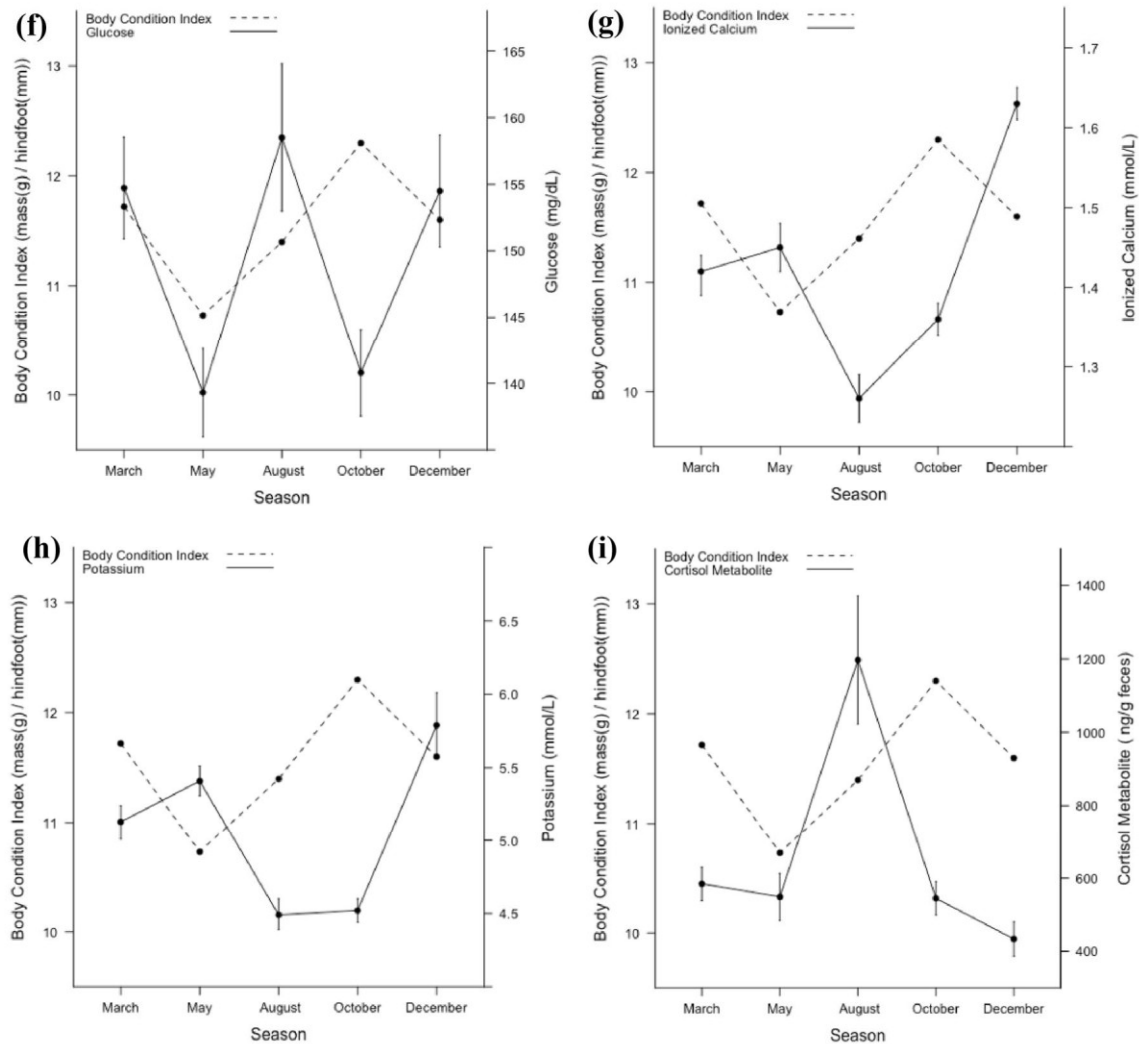 (f)
Body Condition Index
Glucose
Body Condition Index (mass(g) / hindfoot(mm))
13
12
11
10
165
160
155
150
145
140
Glucose (mg/dL)
March May August October December
Season
(g)
Body Condition Index
Ionized Calcium
Body Condition Index (mass(g) / hindfoot(mm))
13
12
11
10
1.7
1.6
1.5
1.4
1.3
Ionized Calcium (mmol/L)
March May August October December
Season
(h)
Body Condition Index
Potassium
Body Condition Index (mass(g) / hindfoot(mm))
13
12
11
10
6.5
6.0
5.5
5.0
4.5
Potassium (mmol/L)
March May August October December
Season
(i)
Body Condition Index
Cortisol Metabolite
Body Condition Index (mass(g) / hindfoot(mm))
13
12
11
10
1400
1200
1000
800
600
400
Cortisol Metabolite ( ng/g feces)
March May August October December
Season